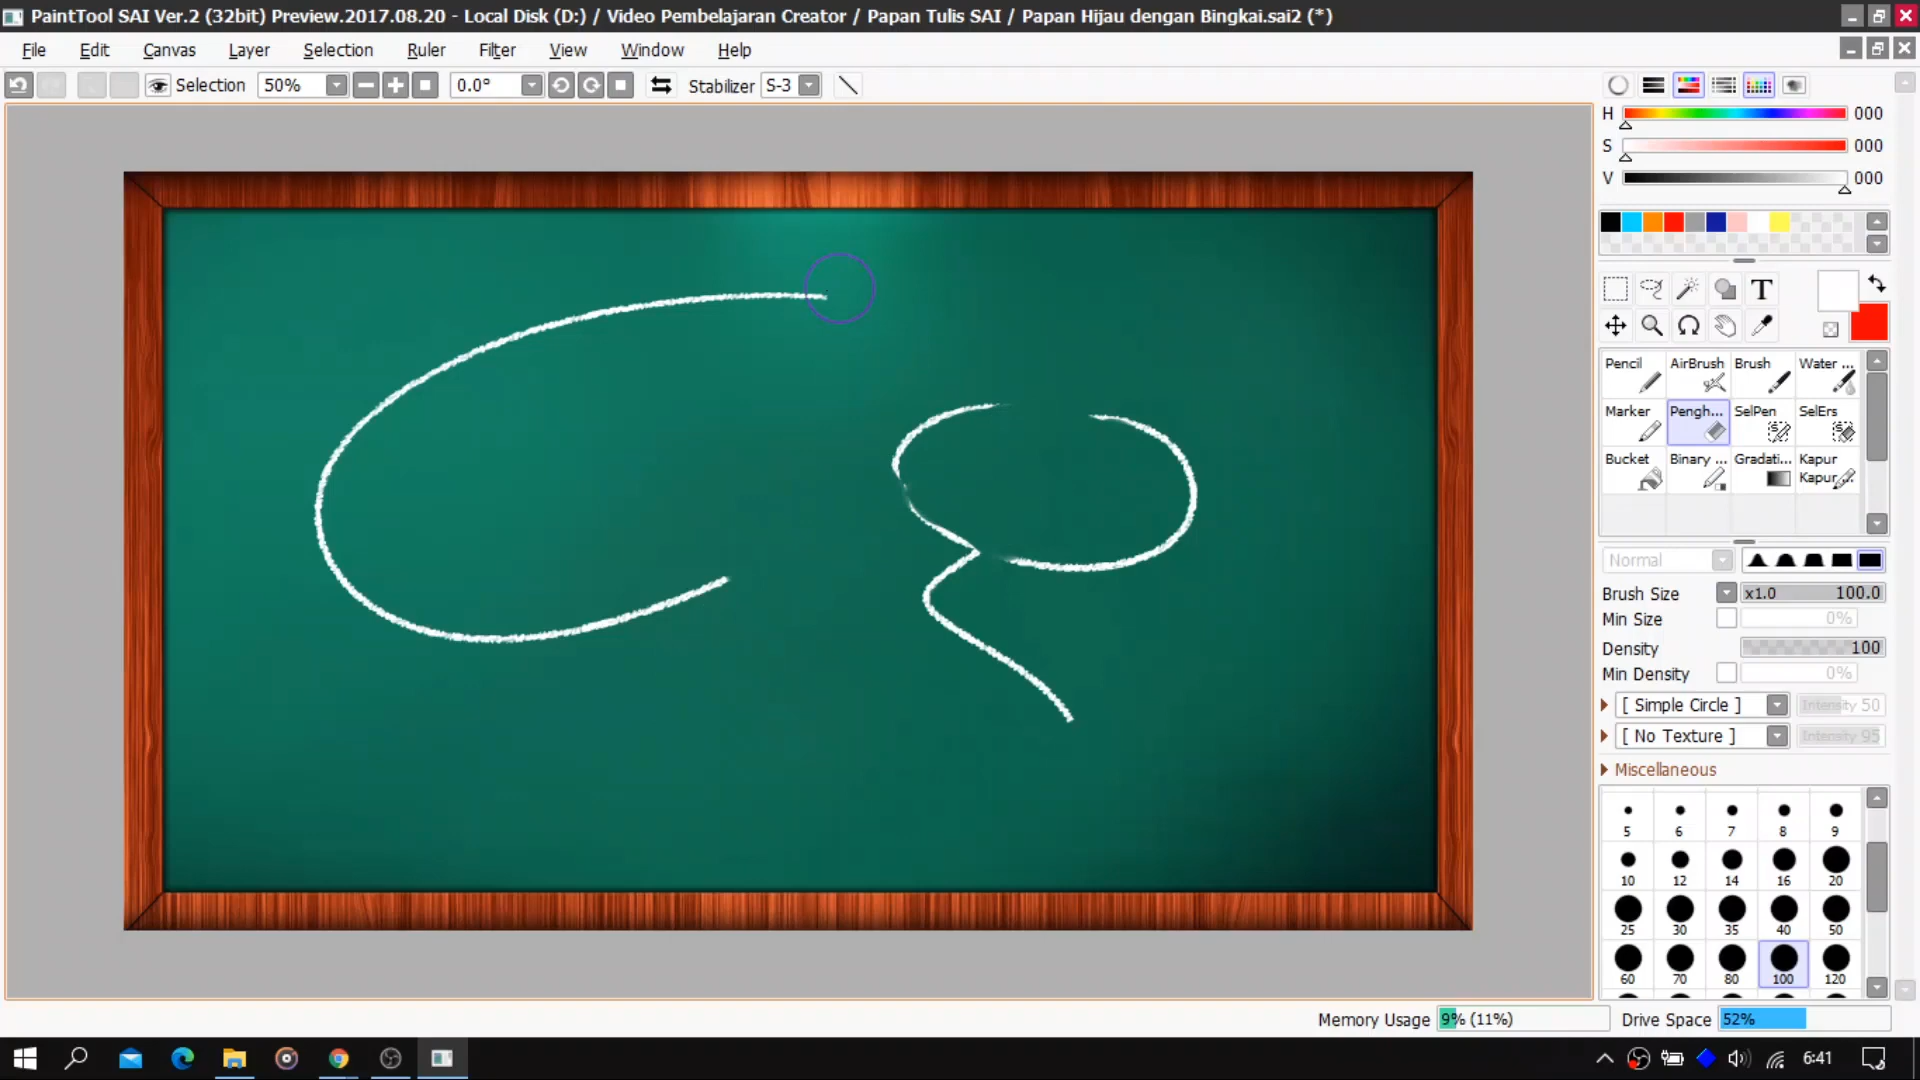 PaintTool SAI Ver.2 (32bit) Preview.2017.08.20 - Local Disk (D:) / Video Pembelajaran Creator / Papan Tulis SAI / Papan Hijau dengan Bingkai.sai2 (*)
File Edit Canvas Layer Selection Ruler Filter View Window Help
Selection 50% 0.0° Stabilizer S-3
H 000
S 000
V 000
T
Pencil AirBrush Brush Water ...
Marker Pengh... SelPen SelErs
Bucket Binary ... Gradati... Kapur Kapur...
Normal
Brush Size x1.0 100.0
Min Size 0%
Density 100
Min Density 0%
[ Simple Circle ] Intensity 50
[ No Texture ] Intensity 95
Miscellaneous
5 6 7 8 9
10 12 14 16 20
25 30 35 40 50
60 70 80 100 120
Memory Usage 9% (11%) Drive Space 52%
6:41